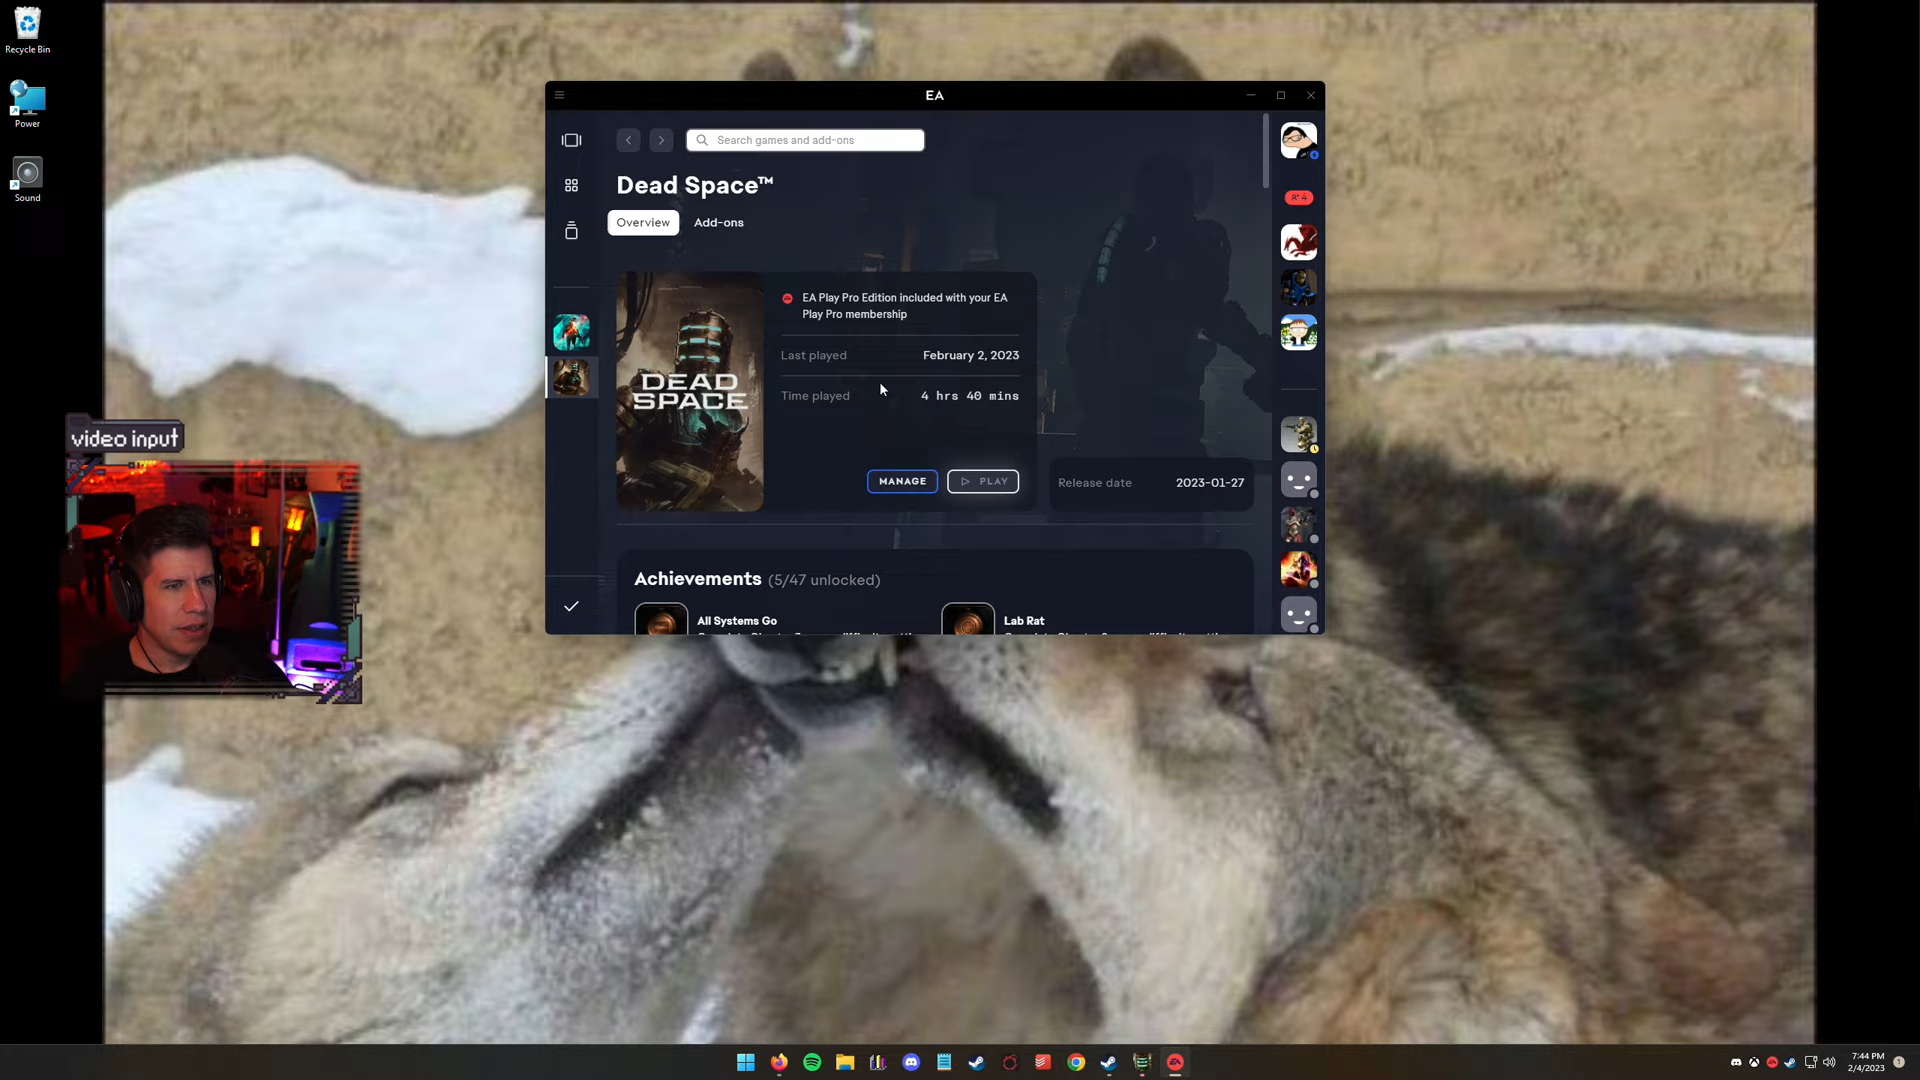 Recycle Bin
Power
Sound
EA
Search games and add-ons
Dead Space™
Overview
Add-ons
EA Play Pro Edition included with your EA
Play Pro membership
Last played
February 2, 2023
Time played
4 hrs 40 mins
DEAD
SPACE
MANAGE
PLAY
Release date
2023-01-27
Achievements (5/47 unlocked)
All Systems Go
Lab Rat
4
video input
7:44 PM
2/4/2023
1